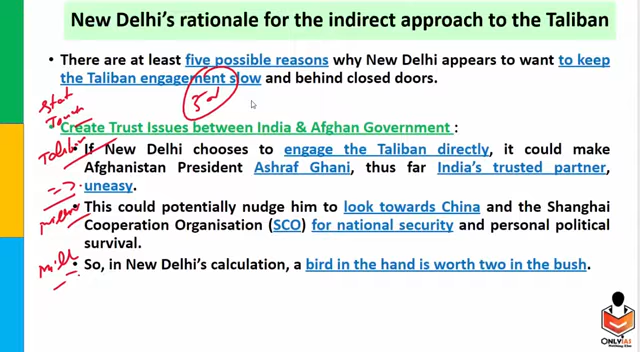 New Delhi's rationale for the indirect approach to the Taliban
• There are at least five possible reasons why New Delhi appears to want to keep
the Taliban engagement slow and behind closed doors.
• Create Trust Issues between India & Afghan Government :
• If New Delhi chooses to engage the Taliban directly, it could make
Afghanistan President Ashraf Ghani, thus far India's trusted partner,
uneasy.
• This could potentially nudge him to look towards China and the Shanghai
Cooperation Organisation (SCO) for national security and personal political
survival.
• So, in New Delhi's calculation, a bird in the hand is worth two in the bush.
ONLYIAS